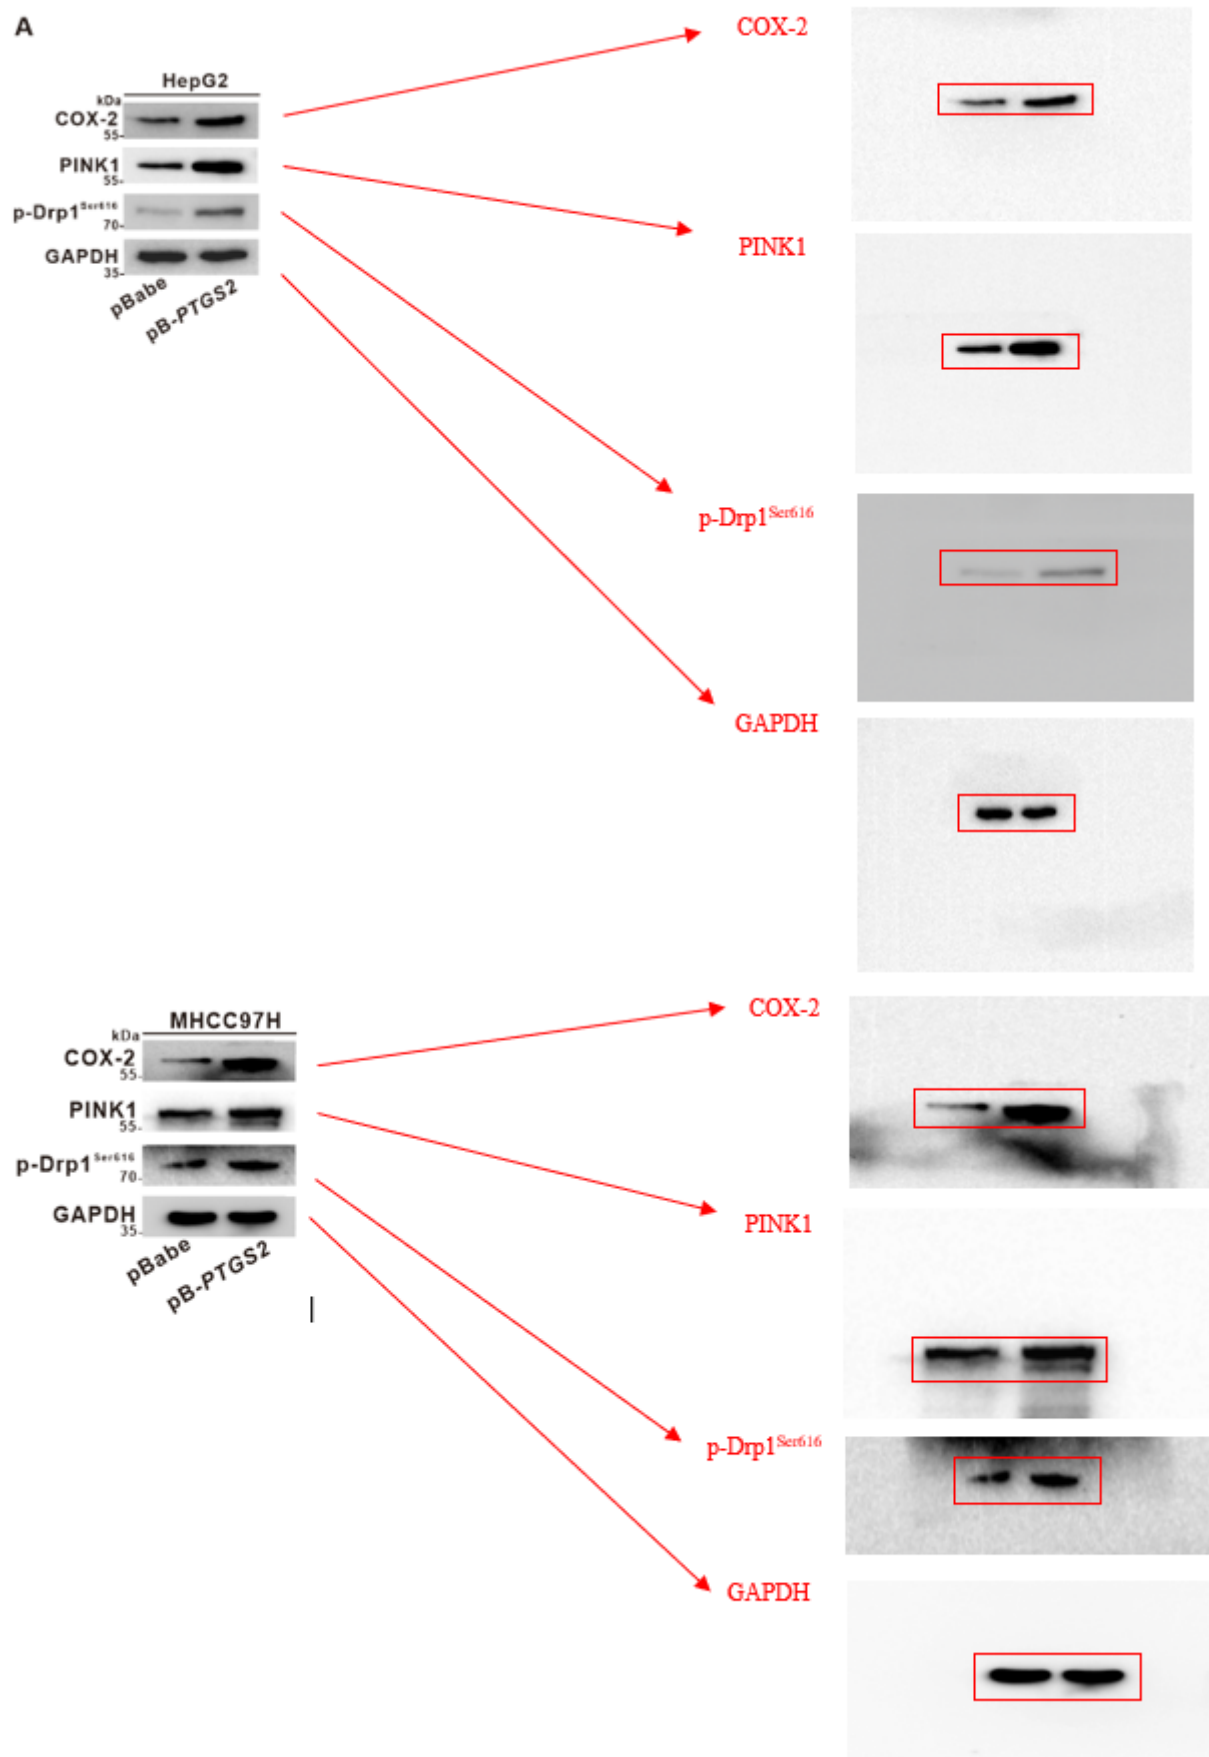 A
HepG2
kDa
COX-2
55-
PINK1
55-
p-Drp1Ser616
70-
GAPDH
35-
pBabe
pB-PTGS2
COX-2
PINK1
p-Drp1Ser616
GAPDH
MHCC97H
kDa
COX-2
55-
PINK1
55-
p-Drp1Ser616
70-
GAPDH
35-
pBabe
pB-PTGS2
COX-2
PINK1
p-Drp1Ser616
GAPDH